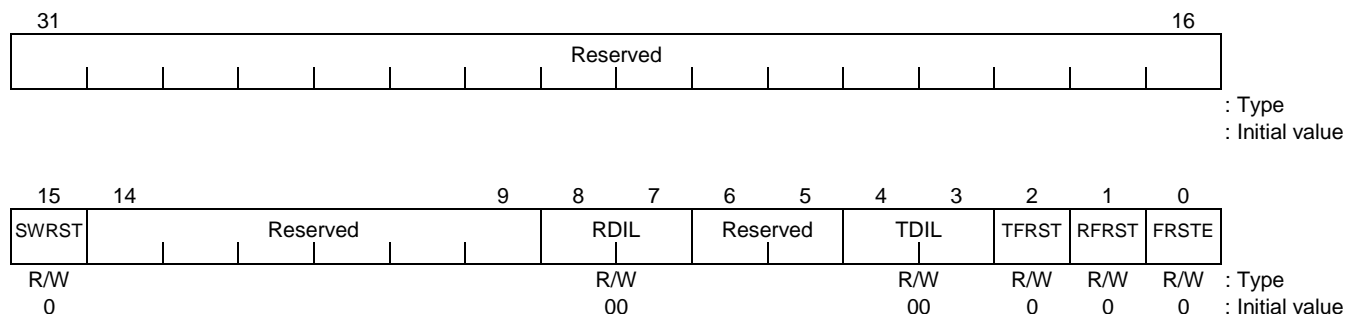 31 16
Reserved
: Type
: Initial value
15 14 9 8 7 6 5 4 3 2 1 0
SWRST Reserved RDIL Reserved TDIL TFRST RFRST FRSTE
R/W R/W R/W R/W R/W R/W : Type
0 00 00 0 0 0 : Initial value